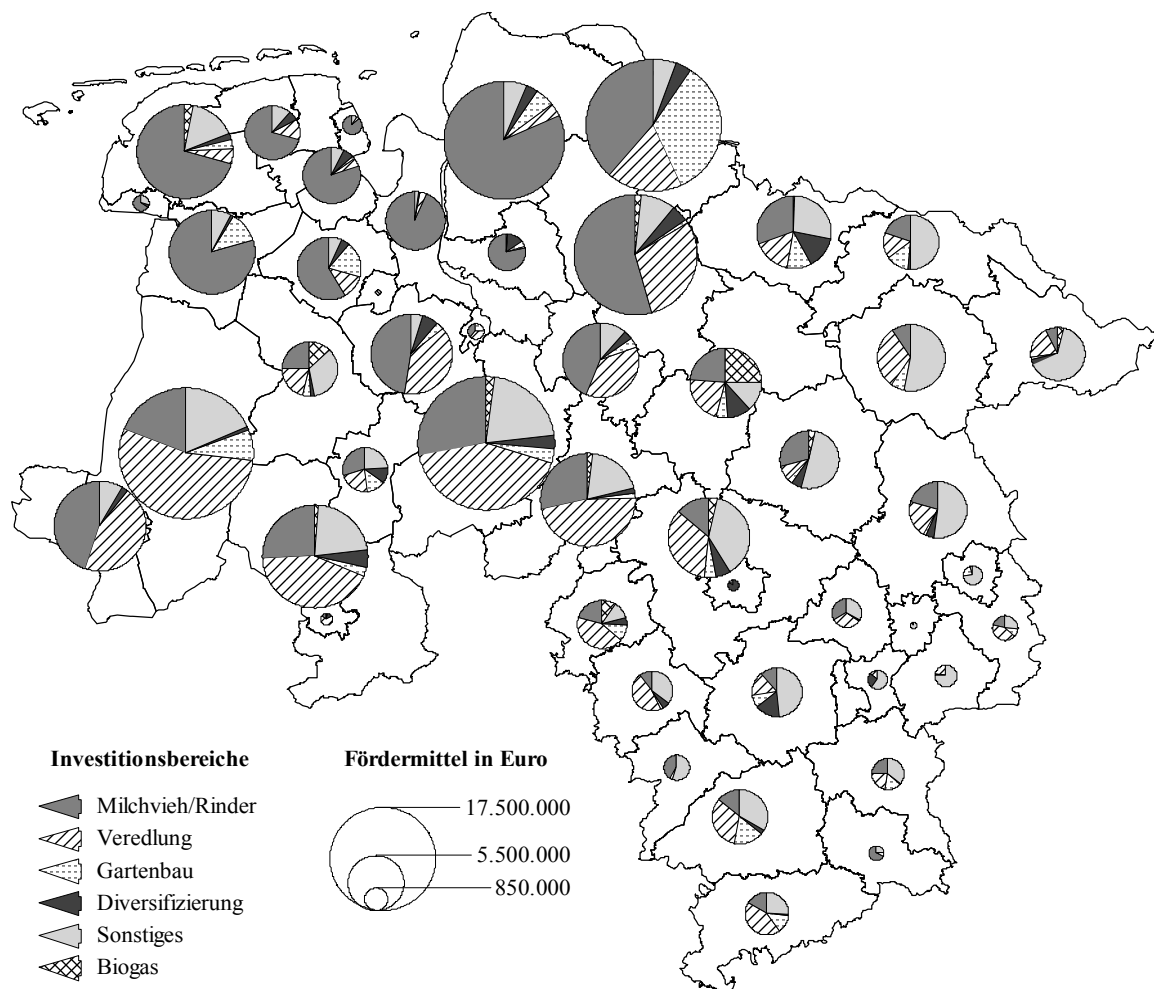 Investitionsbereiche
Milchvieh/Rinder
Veredlung
Gartenbau
Diversifizierung
Sonstiges
Biogas
Fördermittel in Euro
17.500.000
5.500.000
850.000